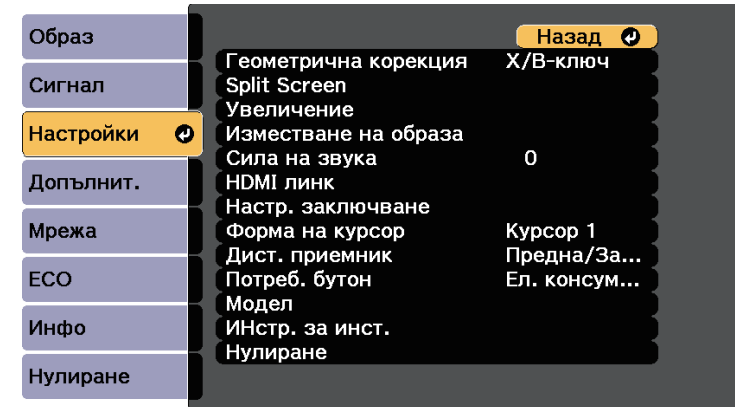 Образ
Сигнал
Настройки
Допълнит.
Мрежа
ECO
Инфо
Нулиране
Назад
Геометрична корекция Х/В-ключ
Split Screen
Увеличение
Изместване на образа
Сила на звука 0
HDMI линк
Настр. заключване
Форма на курсор Курсор 1
Дист. приемник Предна/За...
Потреб. бутон Ел. консум...
Модел
ИНстр. за инст.
Нулиране